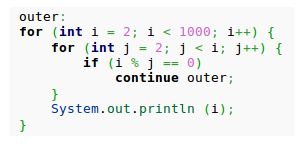 outer:
for (int i = 2; i < 1000; i++) {
    for (int j = 2; j < i; j++) {
        if (i % j == 0)
            continue outer;
    }
    System.out.println (i);
}